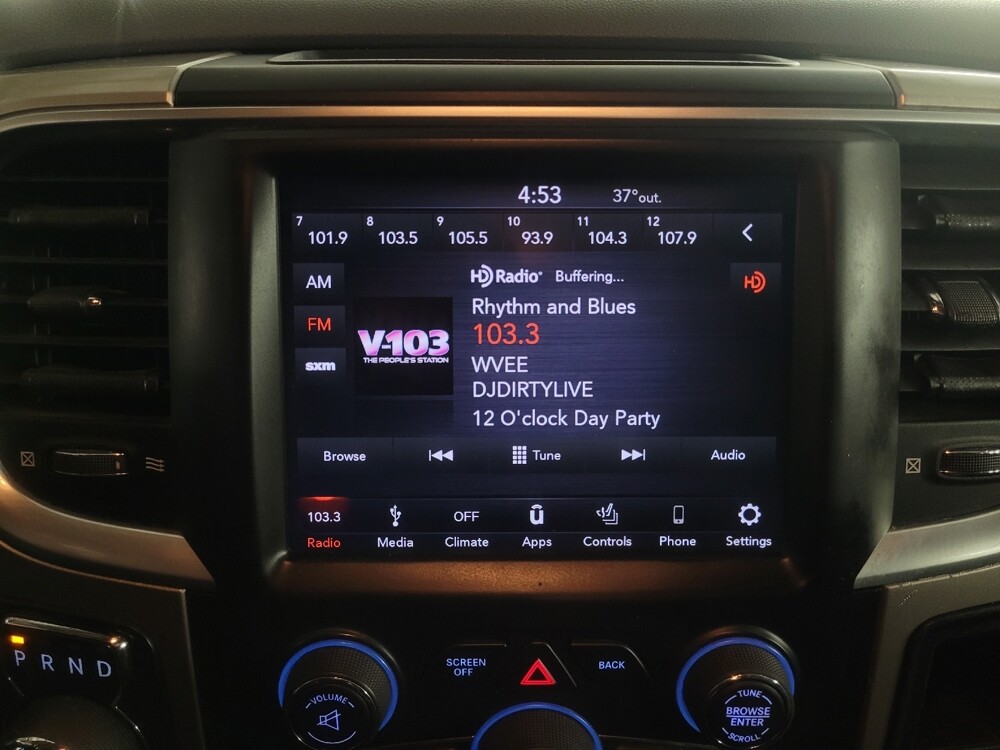 4:53 37°out.
7 101.9 8 103.5 9 105.5 10 93.9 11 104.3 12 107.9
AM
FM
sxm
V-103
THE PEOPLE'S STATION
HD Radio Buffering...
HD
Rhythm and Blues
103.3
WVEE
DJDIRTYLIVE
12 O'clock Day Party
Browse Tune Audio
103.3 OFF
Radio Media Climate Apps Controls Phone Settings
P R N D
VOLUME
SCREEN
OFF
BACK
TUNE
BROWSE
ENTER
SCROLL